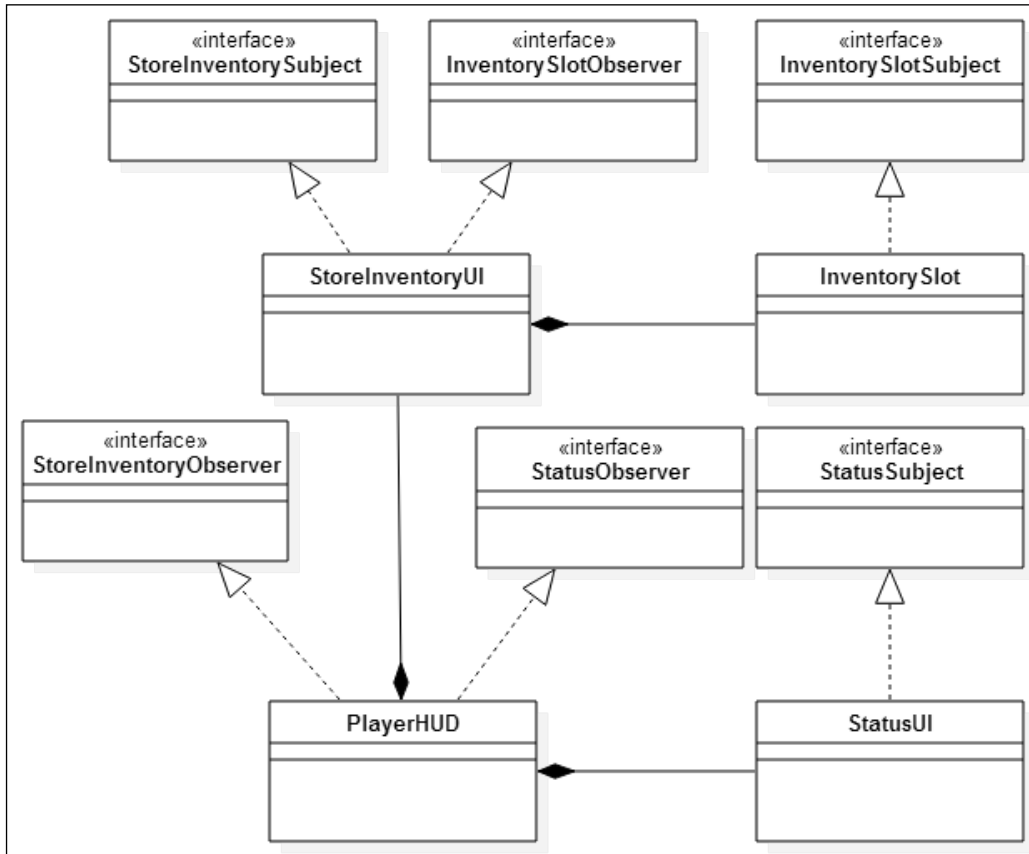 «interface»
StoreInventorySubject
«interface»
InventorySlotObserver
«interface»
InventorySlotSubject
StoreInventoryUI
InventorySlot
«interface»
StoreInventoryObserver
«interface»
StatusObserver
«interface»
StatusSubject
PlayerHUD
StatusUI